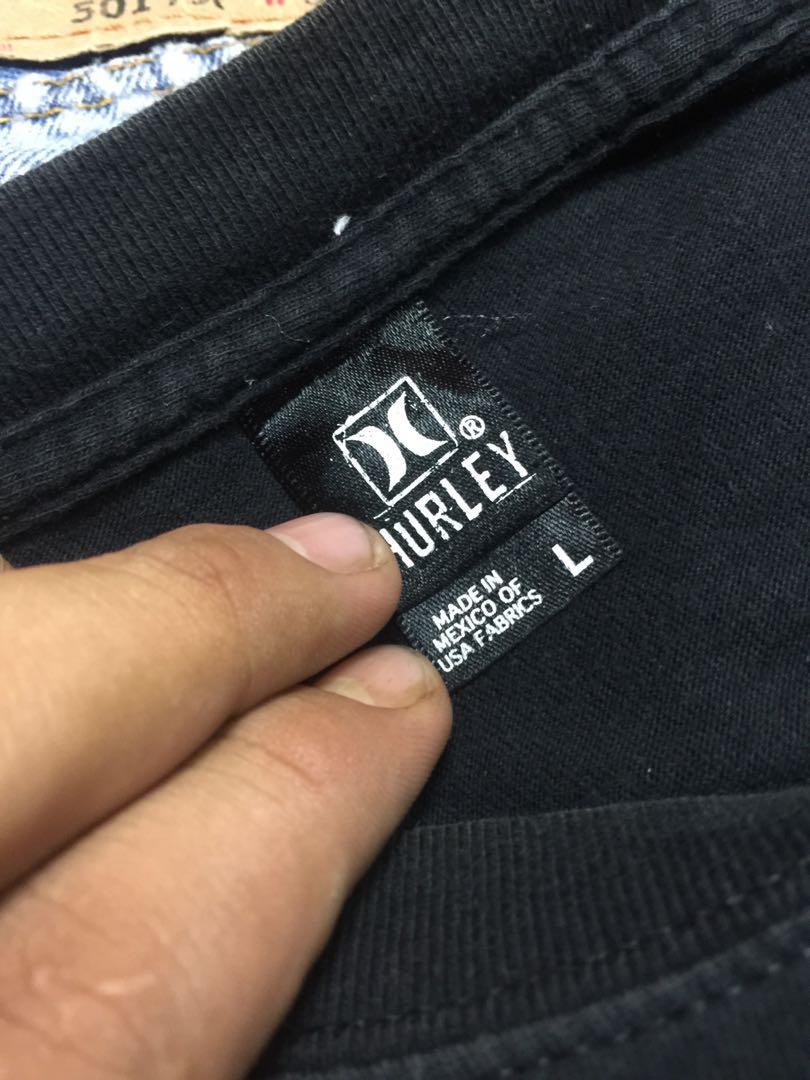 ®
HURLEY
L
MADE IN
MEXICO OF
USA FABRICS